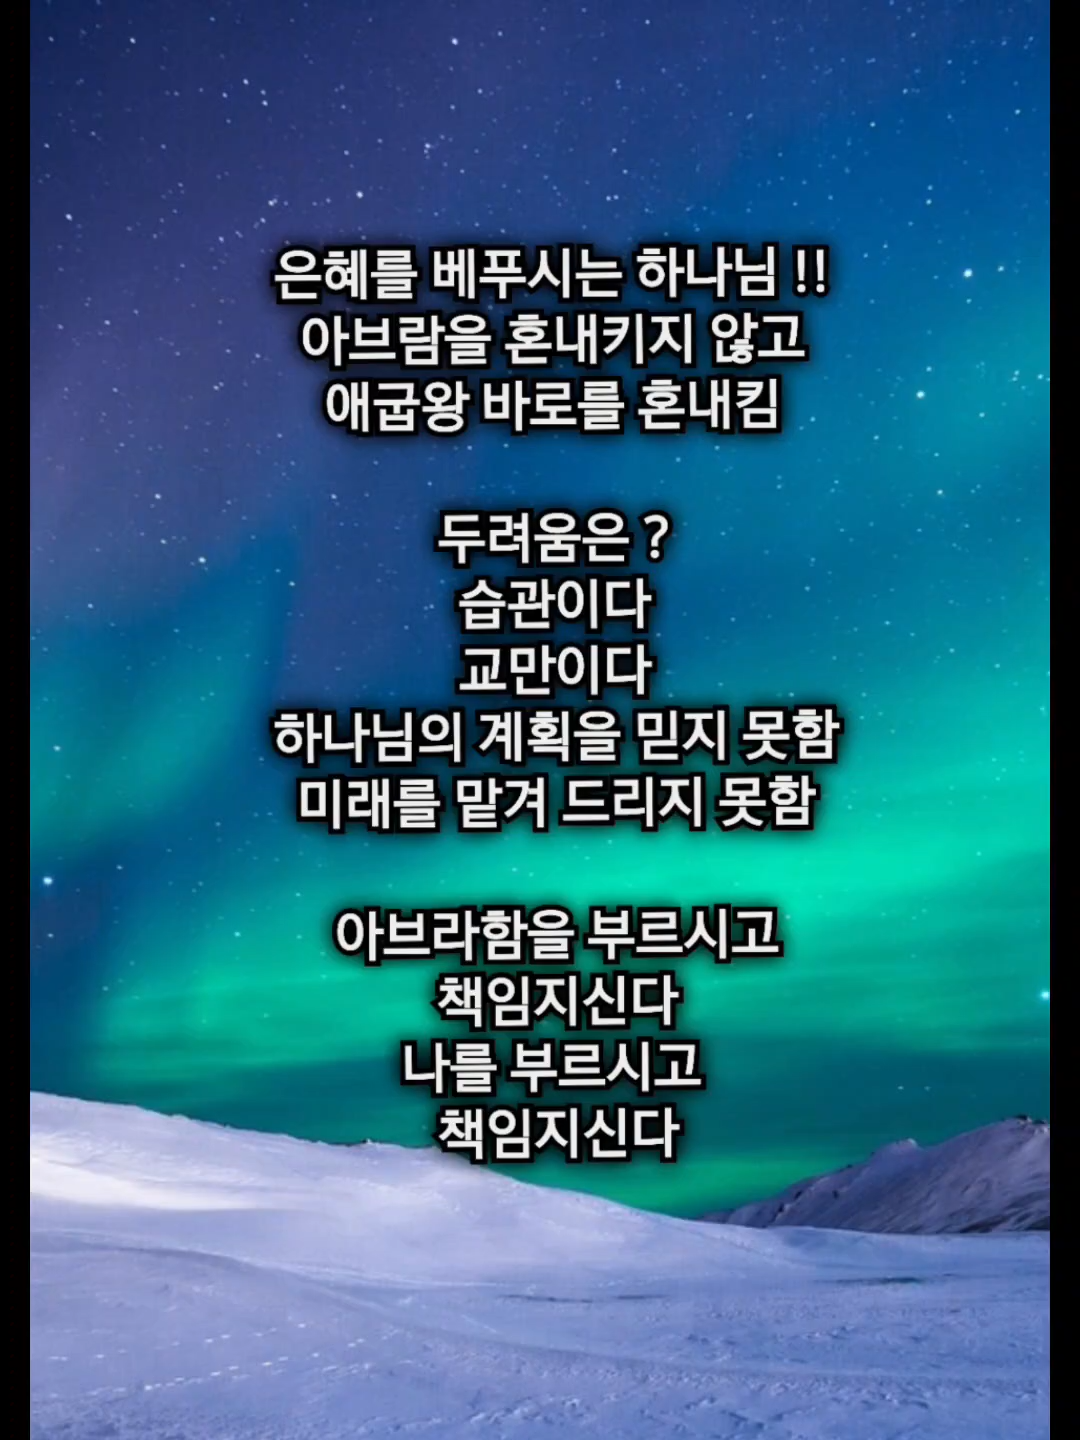 은혜를 베푸시는 하나님 !!
아브람을 혼내키지 않고
애굽왕 바로를 혼내킴
두려움은 ?
습관이다
교만이다
하나님의 계획을 믿지 못함
미래를 맡겨 드리지 못함
아브라함을 부르시고
책임지신다
나를 부르시고
책임지신다